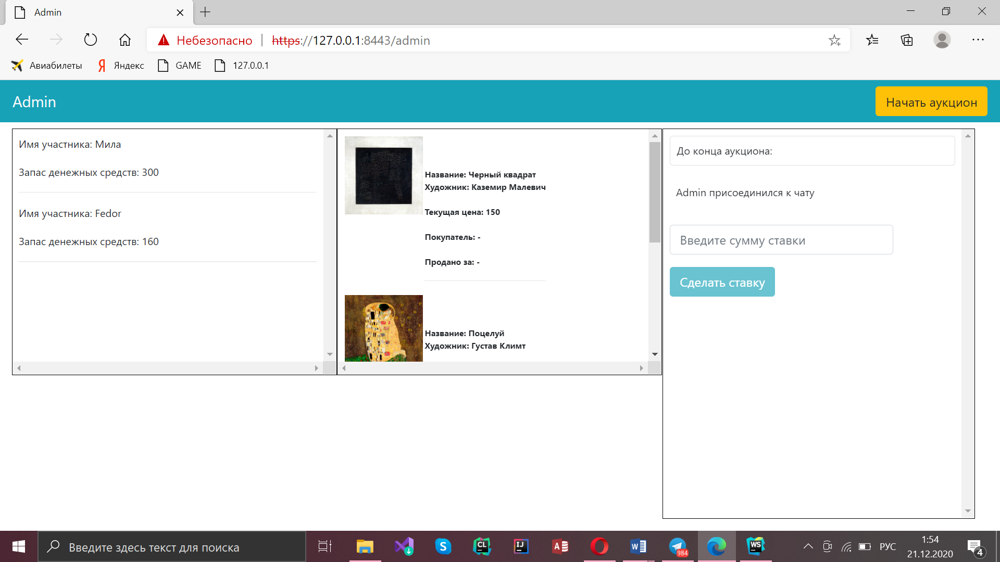 Admin
Небезопасно
https://127.0.0.1:8443/admin
Авиабилеты
Яндекс
GAME
127.0.0.1
Admin
Начать аукцион
Имя участника: Мила
Запас денежных средств: 300
Имя участника: Fedor
Запас денежных средств: 160
Название: Черный квадрат
Художник: Каземир Малевич
Текущая цена: 150
Покупатель: -
Продано за: -
Название: Поцелуй
Художник: Густав Климт
До конца аукциона:
Admin присоединился к чату
Введите сумму ставки
Сделать ставку
Введите здесь текст для поиска
CL
IJ
A
W
984
WS
РУС
1:54
21.12.2020
4